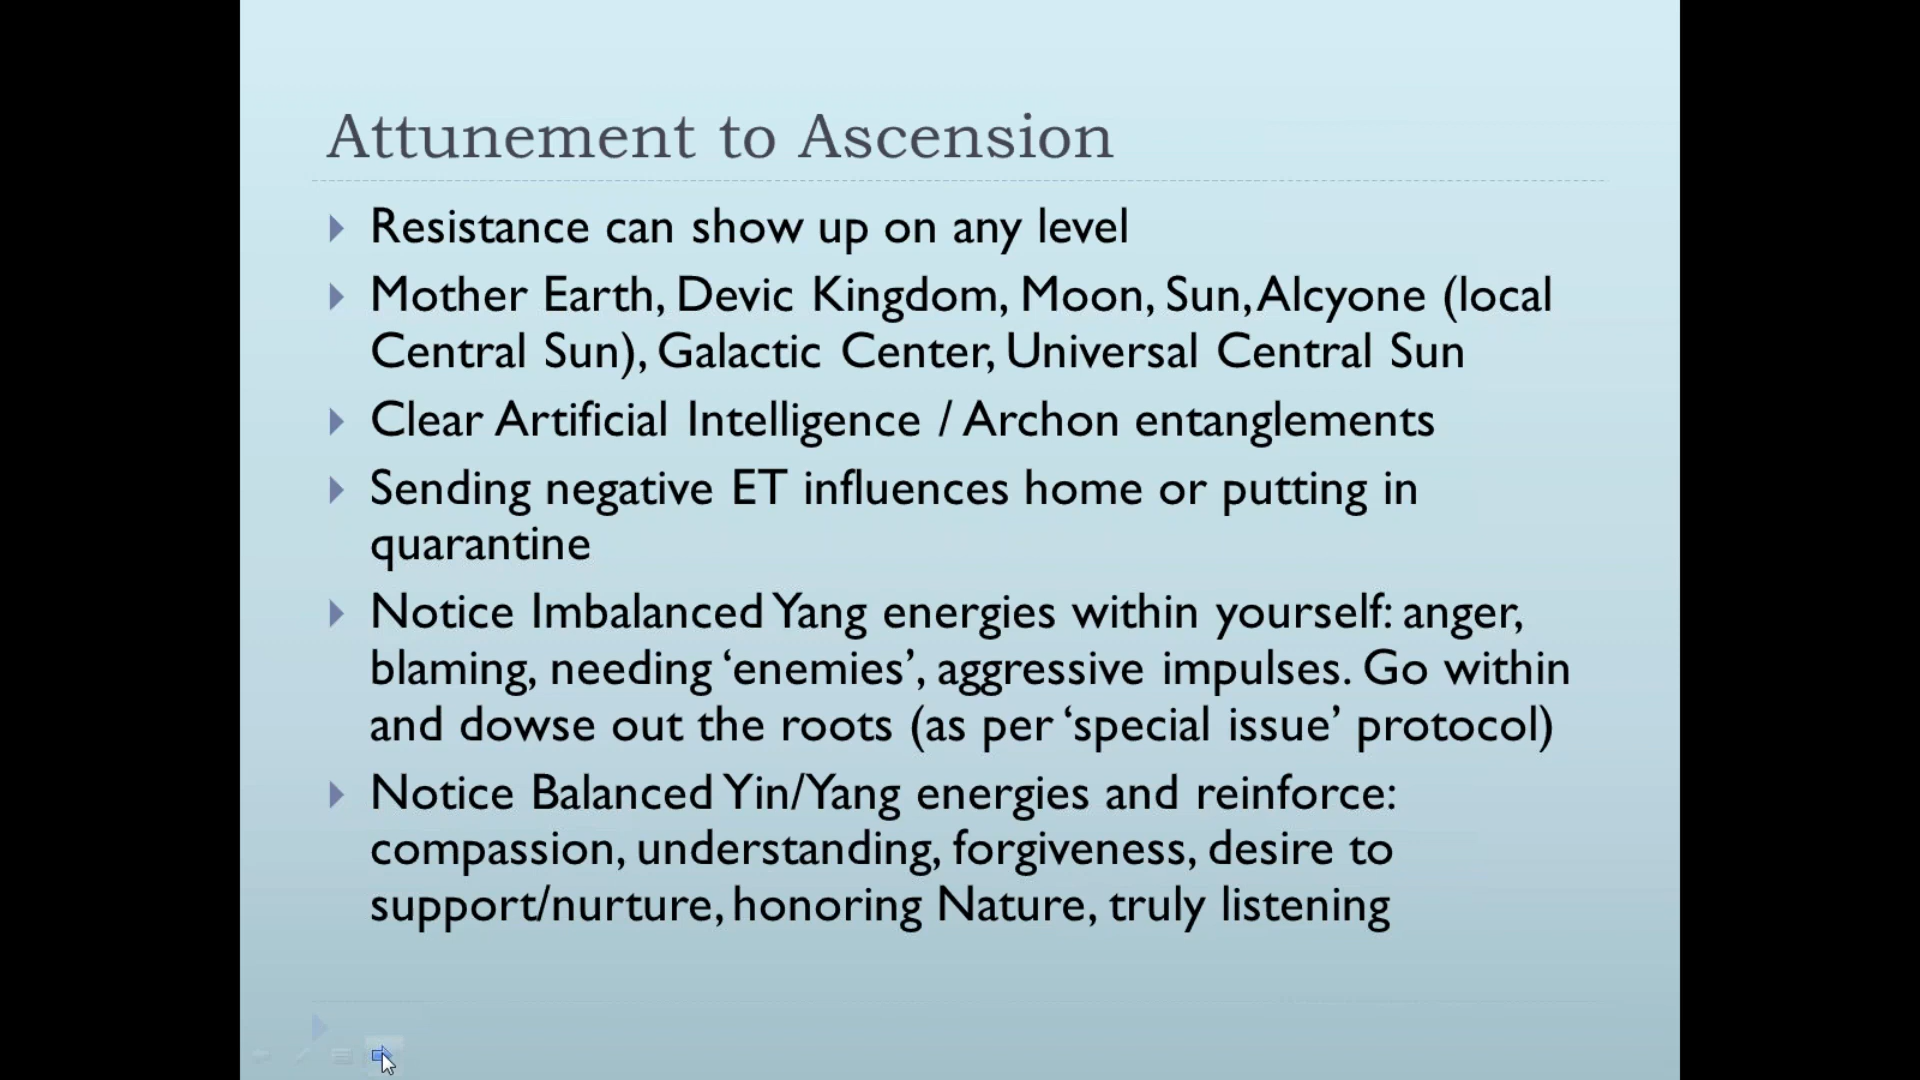 Attunement to Ascension
Resistance can show up on any level
Mother Earth, Devic Kingdom, Moon, Sun, Alcyone (local
Central Sun), Galactic Center, Universal Central Sun
Clear Artificial Intelligence / Archon entanglements
Sending negative ET influences home or putting in
quarantine
Notice Imbalanced Yang energies within yourself: anger,
blaming, needing ‘enemies’, aggressive impulses. Go within
and dowse out the roots (as per ‘special issue’ protocol)
Notice Balanced Yin/Yang energies and reinforce:
compassion, understanding, forgiveness, desire to
support/nurture, honoring Nature, truly listening